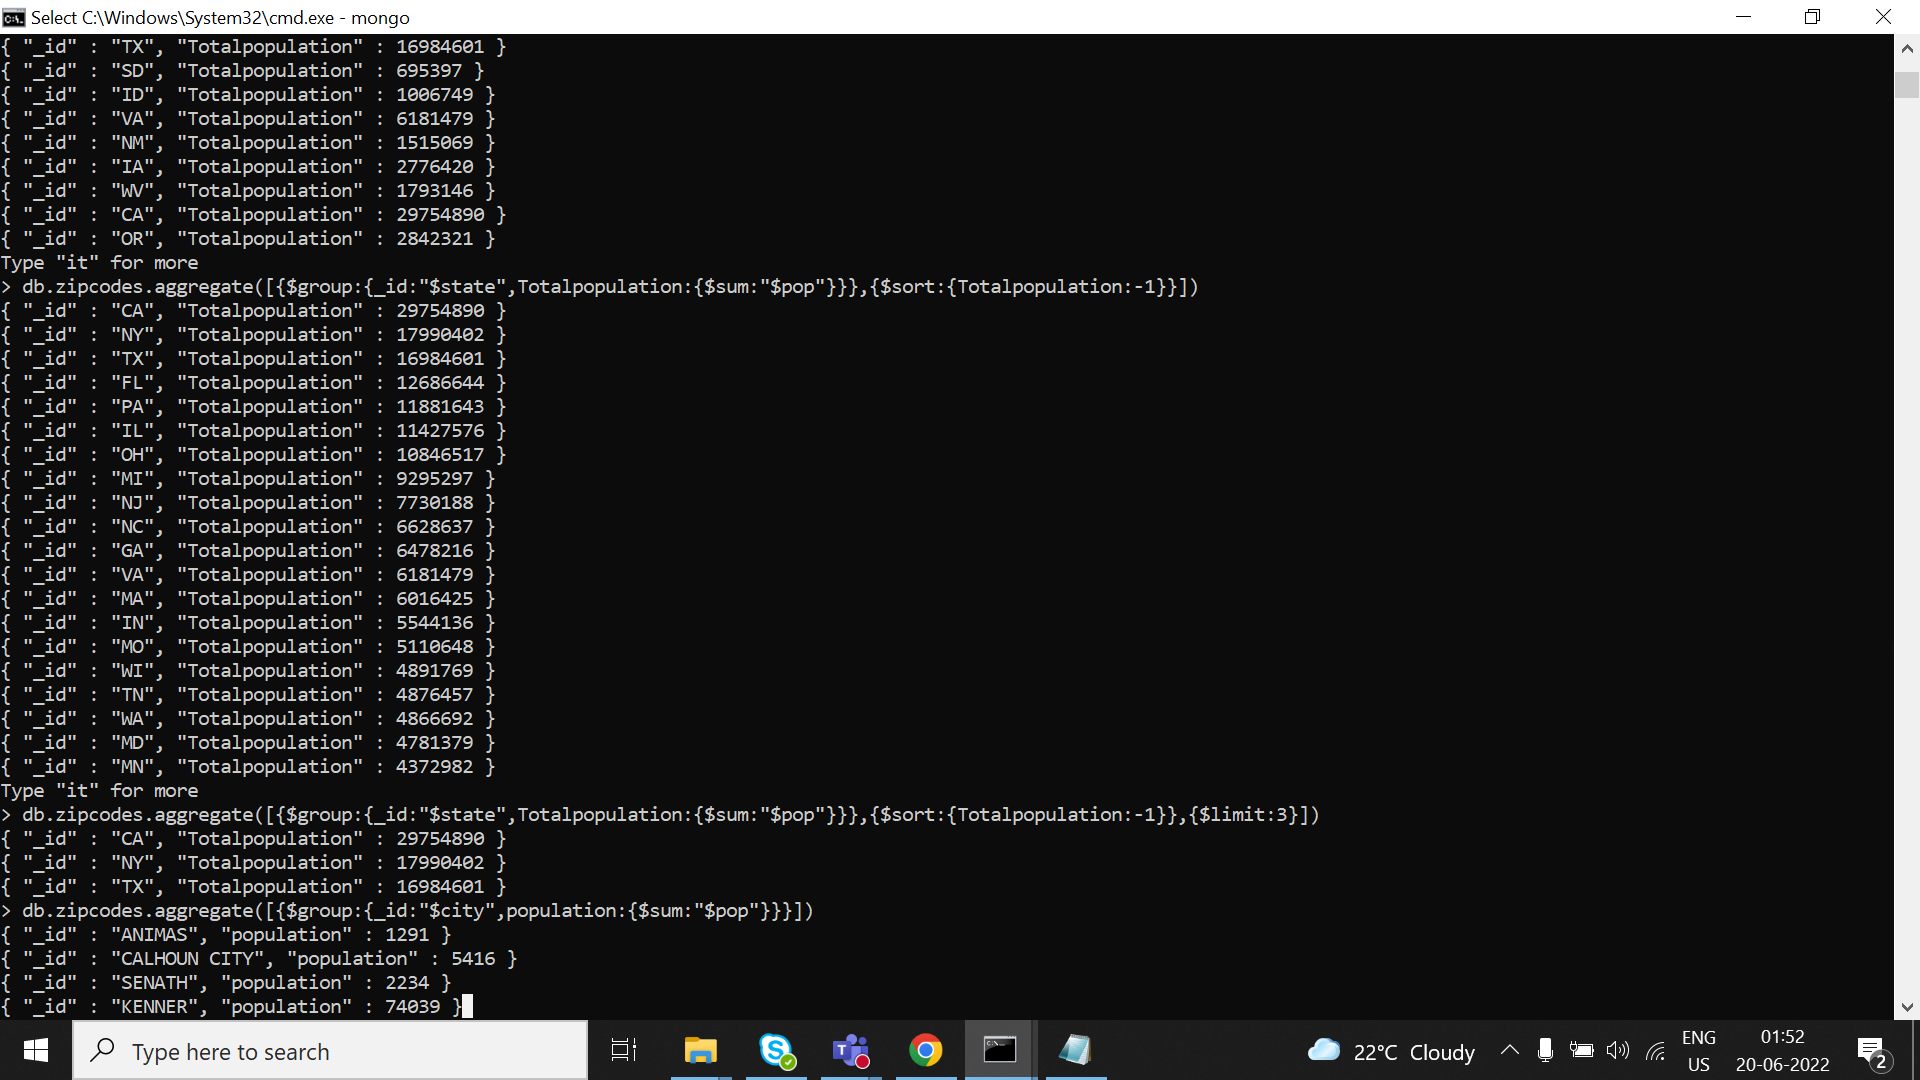 Select C:\Windows\System32\cmd.exe - mongo
{ "_id" : "TX", "Totalpopulation" : 16984601 }
{ "_id" : "SD", "Totalpopulation" : 695397 }
{ "_id" : "ID", "Totalpopulation" : 1006749 }
{ "_id" : "VA", "Totalpopulation" : 6181479 }
{ "_id" : "NM", "Totalpopulation" : 1515069 }
{ "_id" : "IA", "Totalpopulation" : 2776420 }
{ "_id" : "WV", "Totalpopulation" : 1793146 }
{ "_id" : "CA", "Totalpopulation" : 29754890 }
{ "_id" : "OR", "Totalpopulation" : 2842321 }
Type "it" for more
> db.zipcodes.aggregate([{$group:{_id:"$state",Totalpopulation:{$sum:"$pop"}}},{$sort:{Totalpopulation:-1}}])
{ "_id" : "CA", "Totalpopulation" : 29754890 }
{ "_id" : "NY", "Totalpopulation" : 17990402 }
{ "_id" : "TX", "Totalpopulation" : 16984601 }
{ "_id" : "FL", "Totalpopulation" : 12686644 }
{ "_id" : "PA", "Totalpopulation" : 11881643 }
{ "_id" : "IL", "Totalpopulation" : 11427576 }
{ "_id" : "OH", "Totalpopulation" : 10846517 }
{ "_id" : "MI", "Totalpopulation" : 9295297 }
{ "_id" : "NJ", "Totalpopulation" : 7730188 }
{ "_id" : "NC", "Totalpopulation" : 6628637 }
{ "_id" : "GA", "Totalpopulation" : 6478216 }
{ "_id" : "VA", "Totalpopulation" : 6181479 }
{ "_id" : "MA", "Totalpopulation" : 6016425 }
{ "_id" : "IN", "Totalpopulation" : 5544136 }
{ "_id" : "MO", "Totalpopulation" : 5110648 }
{ "_id" : "WI", "Totalpopulation" : 4891769 }
{ "_id" : "TN", "Totalpopulation" : 4876457 }
{ "_id" : "WA", "Totalpopulation" : 4866692 }
{ "_id" : "MD", "Totalpopulation" : 4781379 }
{ "_id" : "MN", "Totalpopulation" : 4372982 }
Type "it" for more
> db.zipcodes.aggregate([{$group:{_id:"$state",Totalpopulation:{$sum:"$pop"}}},{$sort:{Totalpopulation:-1}},{$limit:3}])
{ "_id" : "CA", "Totalpopulation" : 29754890 }
{ "_id" : "NY", "Totalpopulation" : 17990402 }
{ "_id" : "TX", "Totalpopulation" : 16984601 }
> db.zipcodes.aggregate([{$group:{_id:"$city",population:{$sum:"$pop"}}}])
{ "_id" : "ANIMAS", "population" : 1291 }
{ "_id" : "CALHOUN CITY", "population" : 5416 }
{ "_id" : "SENATH", "population" : 2234 }
{ "_id" : "KENNER", "population" : 74039 }
Type here to search
22°C Cloudy
ENG
US
01:52
20-06-2022
2